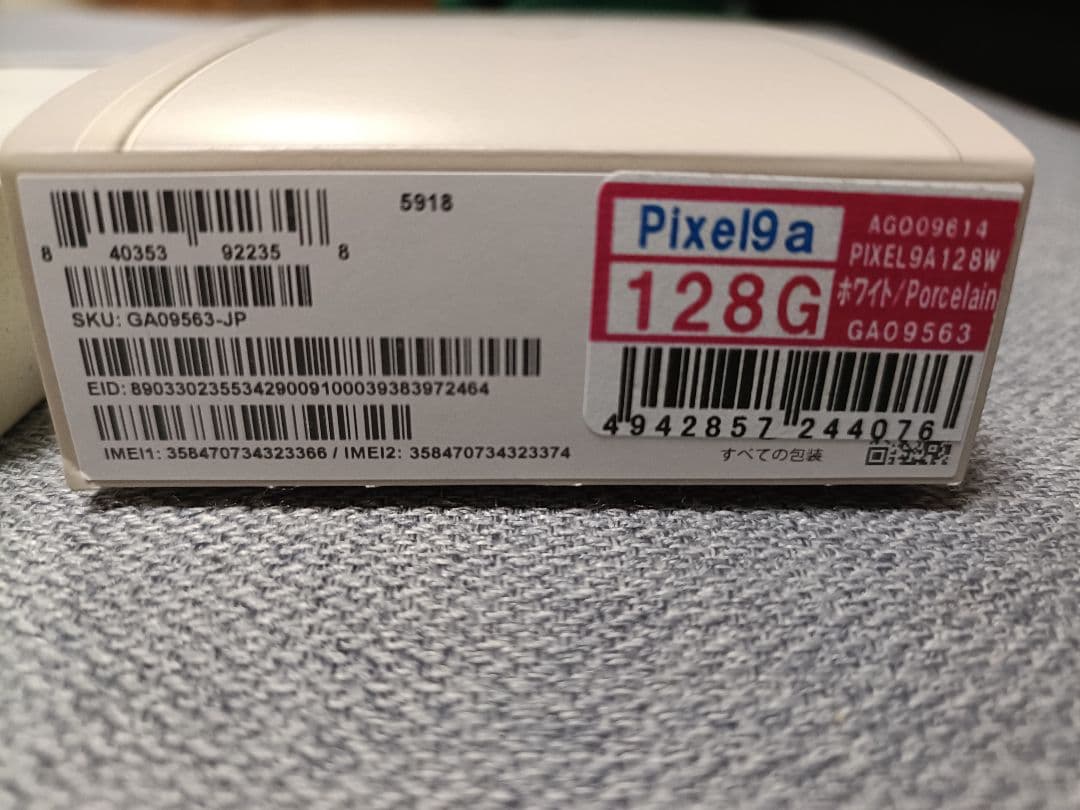 5918
8 40353 92235 8
SKU: GA09563-JP
EID: 89033023553429009100039383972464
IMEI1: 358470734323366 / IMEI2: 358470734323374
Pixel9a
128G
AGO09614
PIXEL9A128W
ホワイト/Porcelain
GA09563
4942857 244076
すべての包装